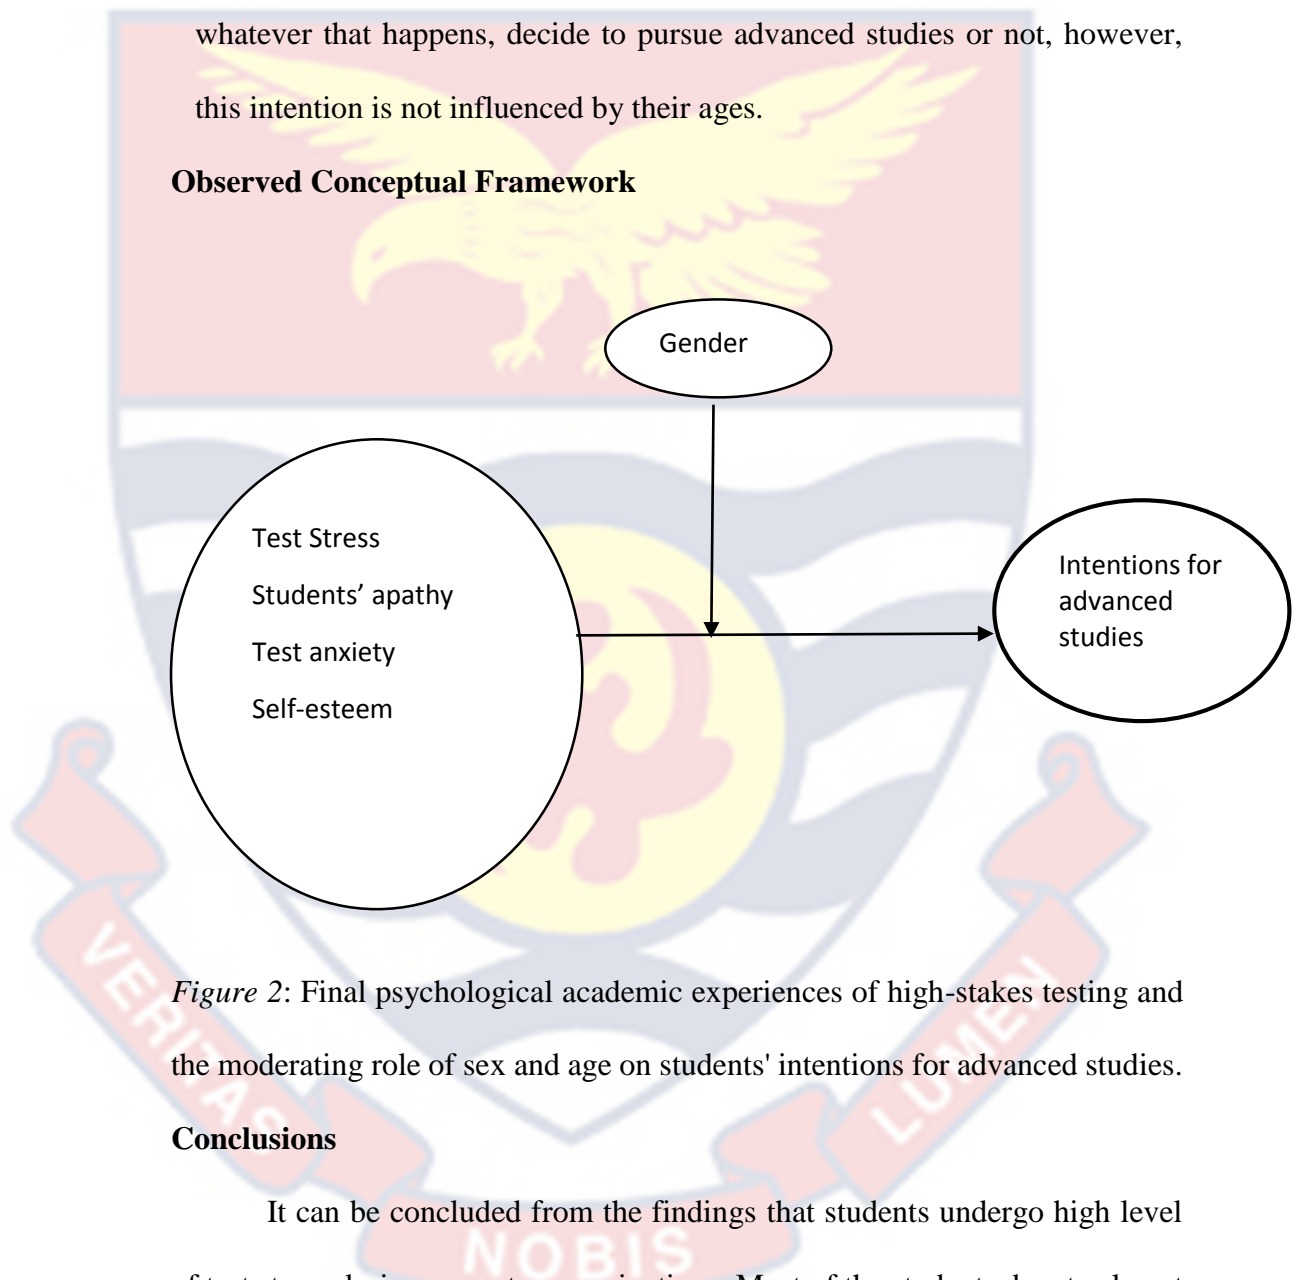 whatever that happens, decide to pursue advanced studies or not, however,
this intention is not influenced by their ages.
Observed Conceptual Framework
Gender
Test Stress
Students’ apathy
Test anxiety
Self-esteem
Intentions for
advanced
studies
Figure 2: Final psychological academic experiences of high-stakes testing and
the moderating role of sex and age on students' intentions for advanced studies.
Conclusions
It can be concluded from the findings that students undergo high level
VERITAS
NOBIS
LUMEN